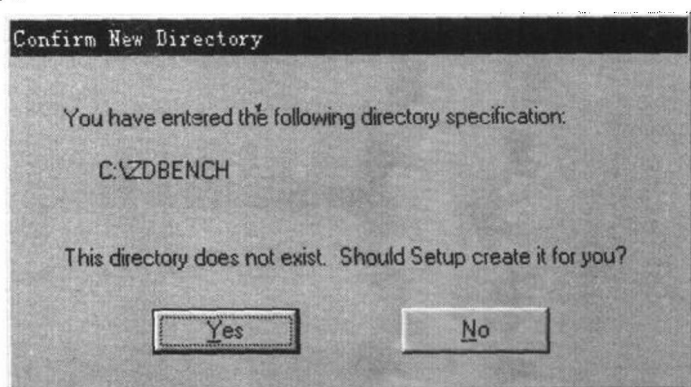 Confirm New Directory
You have entered the following directory specification:
C:\ZDBENCH
This directory does not exist. Should Setup create it for you?
Yes
No